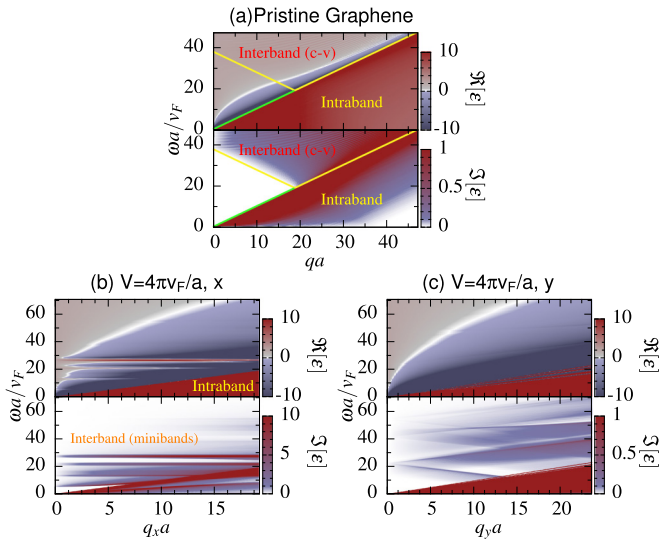 (a)Pristine Graphene
40
20
0
Interband (c-v)
Intraband
10
0
-10
ℜ[ε]
ωa/v_F
40
20
0
Interband (c-v)
Intraband
1
0.5
0
ℑ[ε]
0 10 20 30 40
qa
(b) V=4πv_F/a, x
60
40
20
0
Intraband
10
0
-10
ℜ[ε]
ωa/v_F
60
40
20
0
Interband (minibands)
10
5
0
ℑ[ε]
0 5 10 15
q_xa
(c) V=4πv_F/a, y
60
40
20
0
10
0
-10
ℜ[ε]
ωa/v_F
60
40
20
0
1
0.5
0
ℑ[ε]
0 5 10 15 20
q_ya